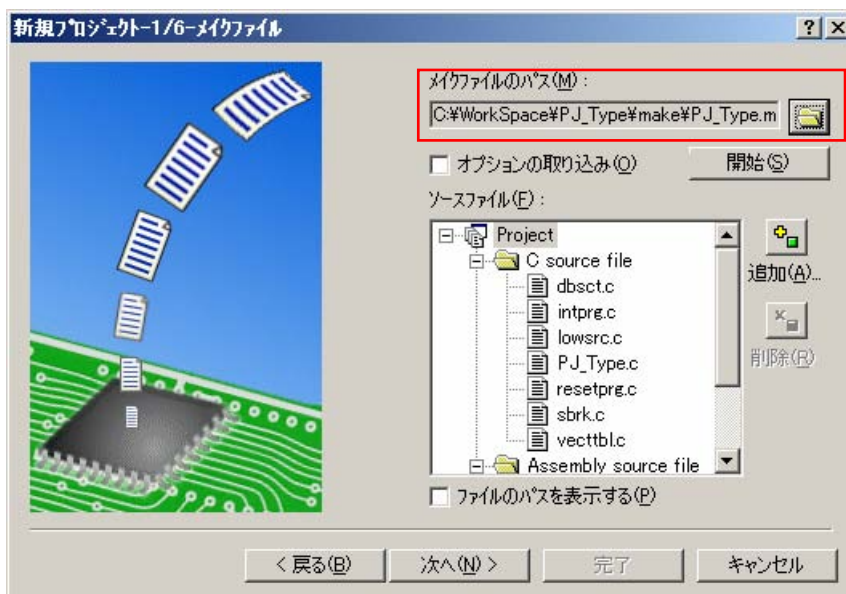 新規プロジェクト-1/6-メイクファイル
メイクファイルのパス(M) :
C:¥WorkSpace¥PJ_Type¥make¥PJ_Type.m
オプションの取り込み(O)
開始(S)
ソースファイル(F) :
Project
C source file
dbsct.c
intprg.c
lowsrc.c
PJ_Type.c
resetprg.c
sbrk.c
vecttbl.c
Assembly source file
追加(A)...
削除(R)
ファイルのパスを表示する(P)
< 戻る(B)
次へ(N) >
完了
キャンセル